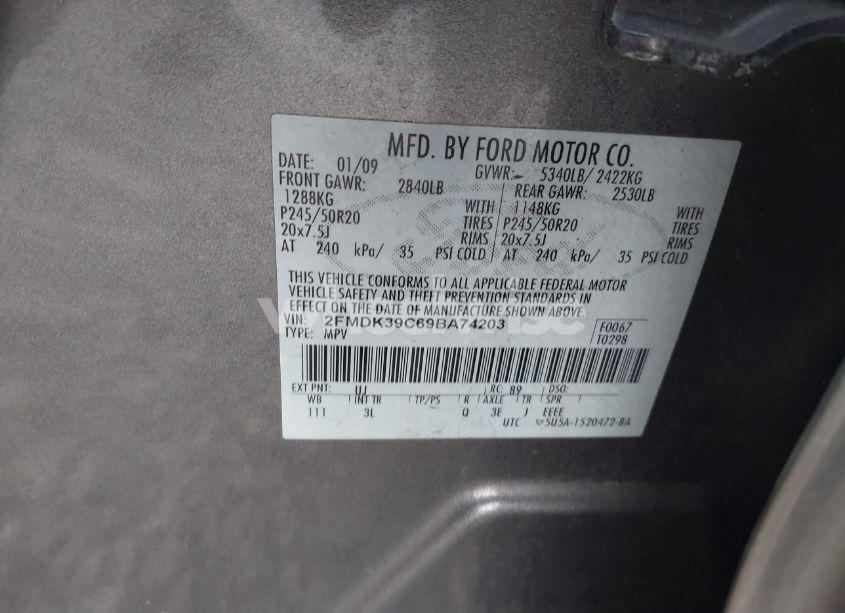 MFD. BY FORD MOTOR CO.
DATE: 01/09 GVWR: 5340LB/ 2422KG
FRONT GAWR: 2840LB REAR GAWR: 2530LB
1288KG WITH 1148KG WITH
P245/50R20 TIRES P245/50R20 TIRES
20x7.5J RIMS 20x7.5J RIMS
AT 240 kPa/ 35 PSI COLD AT 240 kPa/ 35 PSI COLD
THIS VEHICLE CONFORMS TO ALL APPLICABLE FEDERAL MOTOR
VEHICLE SAFETY AND THEFT PREVENTION STANDARDS IN
EFFECT ON THE DATE OF MANUFACTURE SHOWN ABOVE.
VIN: 2FMDK39C69BA74203 F0067
TYPE: MPV T0298
EXT PNT: UJ RC: 89 DSO:
WB INT TR TP/PS R AXLE TR SPR
111 3L Q 3E J EEEE
UTC 5U5A-1520472-BA